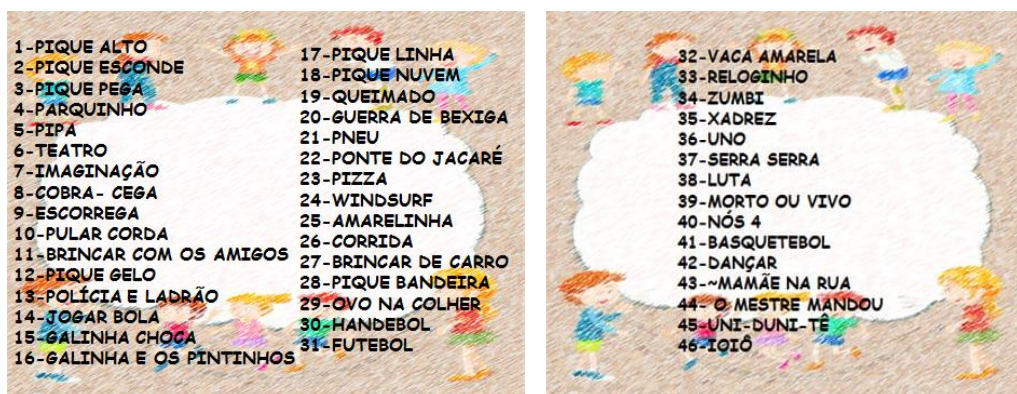 1-PIQUE ALTO
2-PIQUE ESCONDE
3-PIQUE PEGA
4-PARQUINHO
5-PIPA
6-TEATRO
7-IMAGINAÇÃO
8-COBRA- CEGA
9-ESCORREGA
10-PULAR CORDA
11-BRINCAR COM OS AMIGOS
12-PIQUE GELO
13-POLÍCIA E LADRÃO
14-JOGAR BOLA
15-GALINHA CHOCA
16-GALINHA E OS PINTINHOS
17-PIQUE LINHA
18-PIQUE NUVEM
19-QUEIMADO
20-GUERRA DE BEXIGA
21-PNEU
22-PONTE DO JACARÉ
23-PIZZA
24-WINDSURF
25-AMARELINHA
26-CORRIDA
27-BRINCAR DE CARRO
28-PIQUE BANDEIRA
29-OVO NA COLHER
30-HANDEBOL
31-FUTEBOL
32-VACA AMARELA
33-RELOGINHO
34-ZUMBI
35-XADREZ
36-UNO
37-SERRA SERRA
38-LUTA
39-MORTO OU VIVO
40-NÓS 4
41-BASQUETEBOL
42-DANÇAR
43-~MAMÃE NA RUA
44- O MESTRE MANDOU
45-UNI-DUNI-TÊ
46-IOIÔ